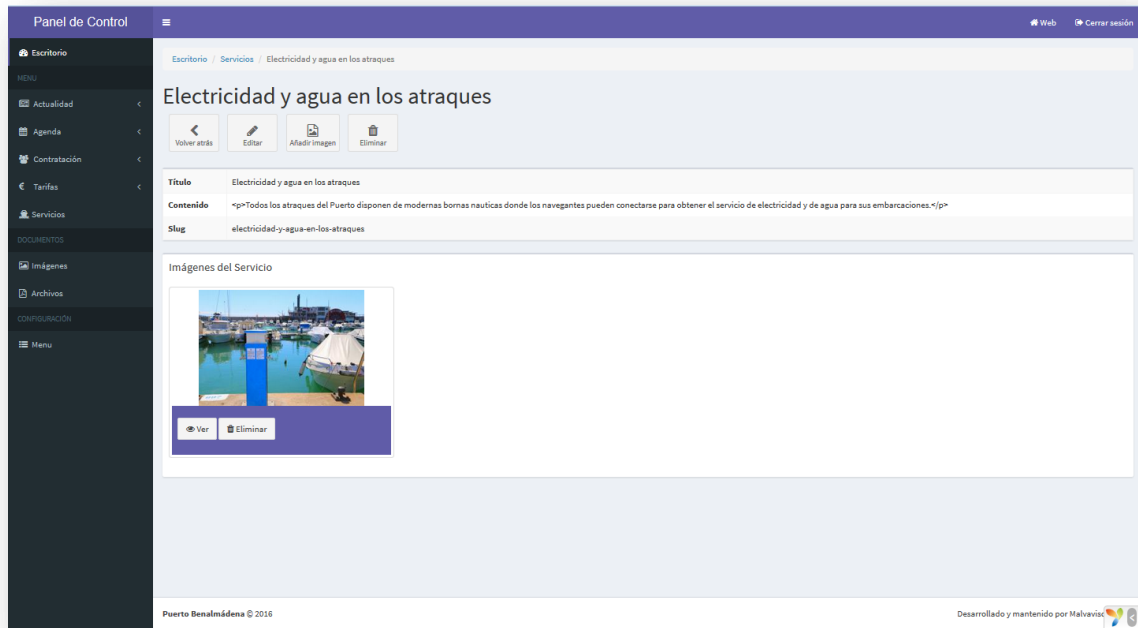 Panel de Control
Web
Cerrar sesión
Escritorio
MENU
Actualidad
Agenda
Contratación
Tarifas
Servicios
DOCUMENTOS
Imágenes
Archivos
CONFIGURACIÓN
Menu
Escritorio / Servicios / Electricidad y agua en los atraques
Electricidad y agua en los atraques
Volver atrás
Editar
Añadir imagen
Eliminar
Título Electricidad y agua en los atraques
Contenido <p>Todos los atraques del Puerto disponen de modernas bornas nauticas donde los navegantes pueden conectarse para obtener el servicio de electricidad y de agua para sus embarcaciones.</p>
Slug electricidad-y-agua-en-los-atraques
Imágenes del Servicio
Ver
Eliminar
Puerto Benalmádena © 2016
Desarrollado y mantenido por